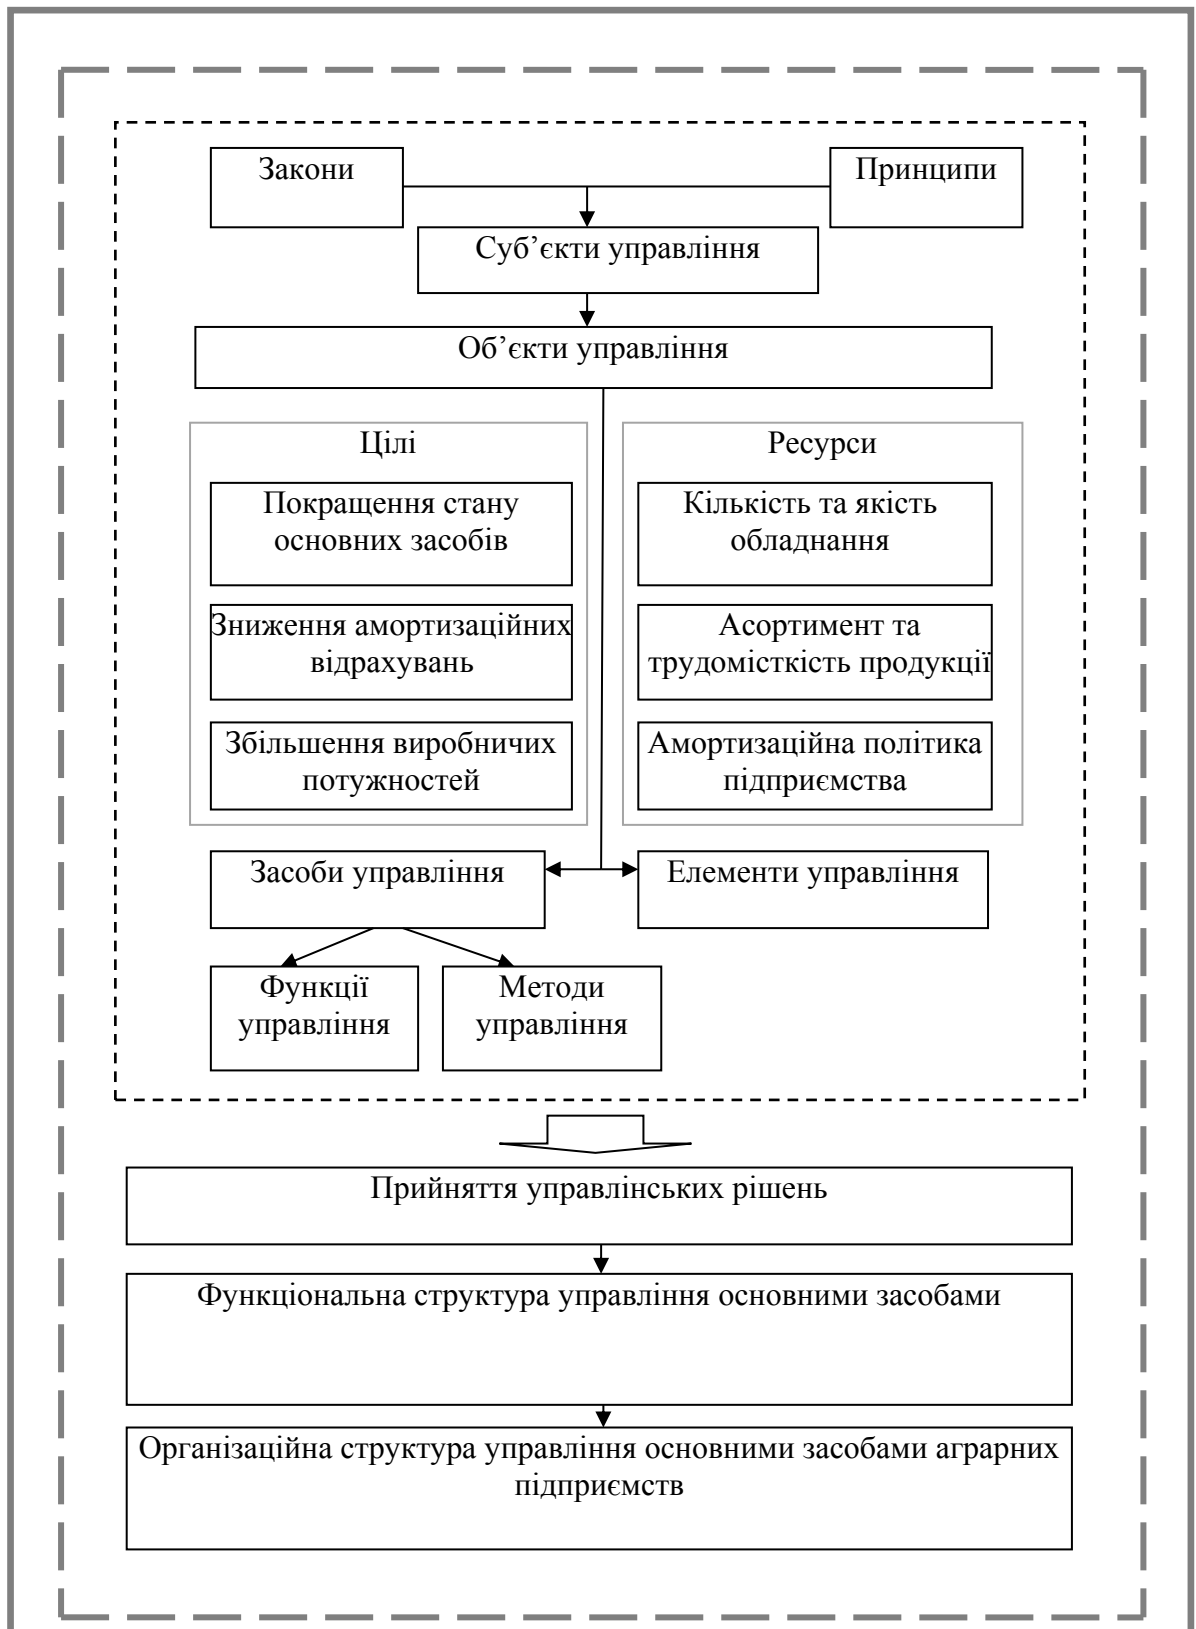 Закони
Принципи
Суб’єкти управління
Об’єкти управління
Цілі
Покращення стану
основних засобів
Зниження амортизаційних
відрахувань
Збільшення виробничих
потужностей
Ресурси
Кількість та якість
обладнання
Асортимент та
трудомісткість продукції
Амортизаційна політика
підприємства
Засоби управління
Елементи управління
Функції
управління
Методи
управління
Прийняття управлінських рішень
Функціональна структура управління основними засобами
Організаційна структура управління основними засобами аграрних
підприємств